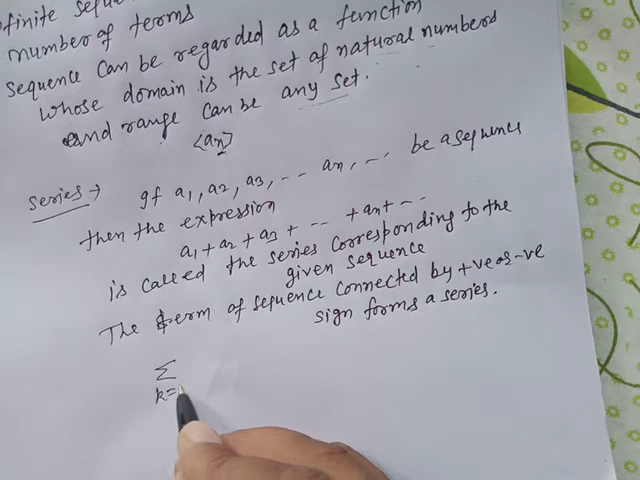 number of terms
sequence can be regarded as a function
whose domain is the set of natural numbers
and range can be any set.
<an>
Series → If a1, a2, a3, --- an, --- be a sequence
then the expression
a1 + a2 + a3 + --- + an + ---
is called the series corresponding to the
given sequence
The term of sequence connected by +ve or -ve
sign forms a series.
Σ
k=